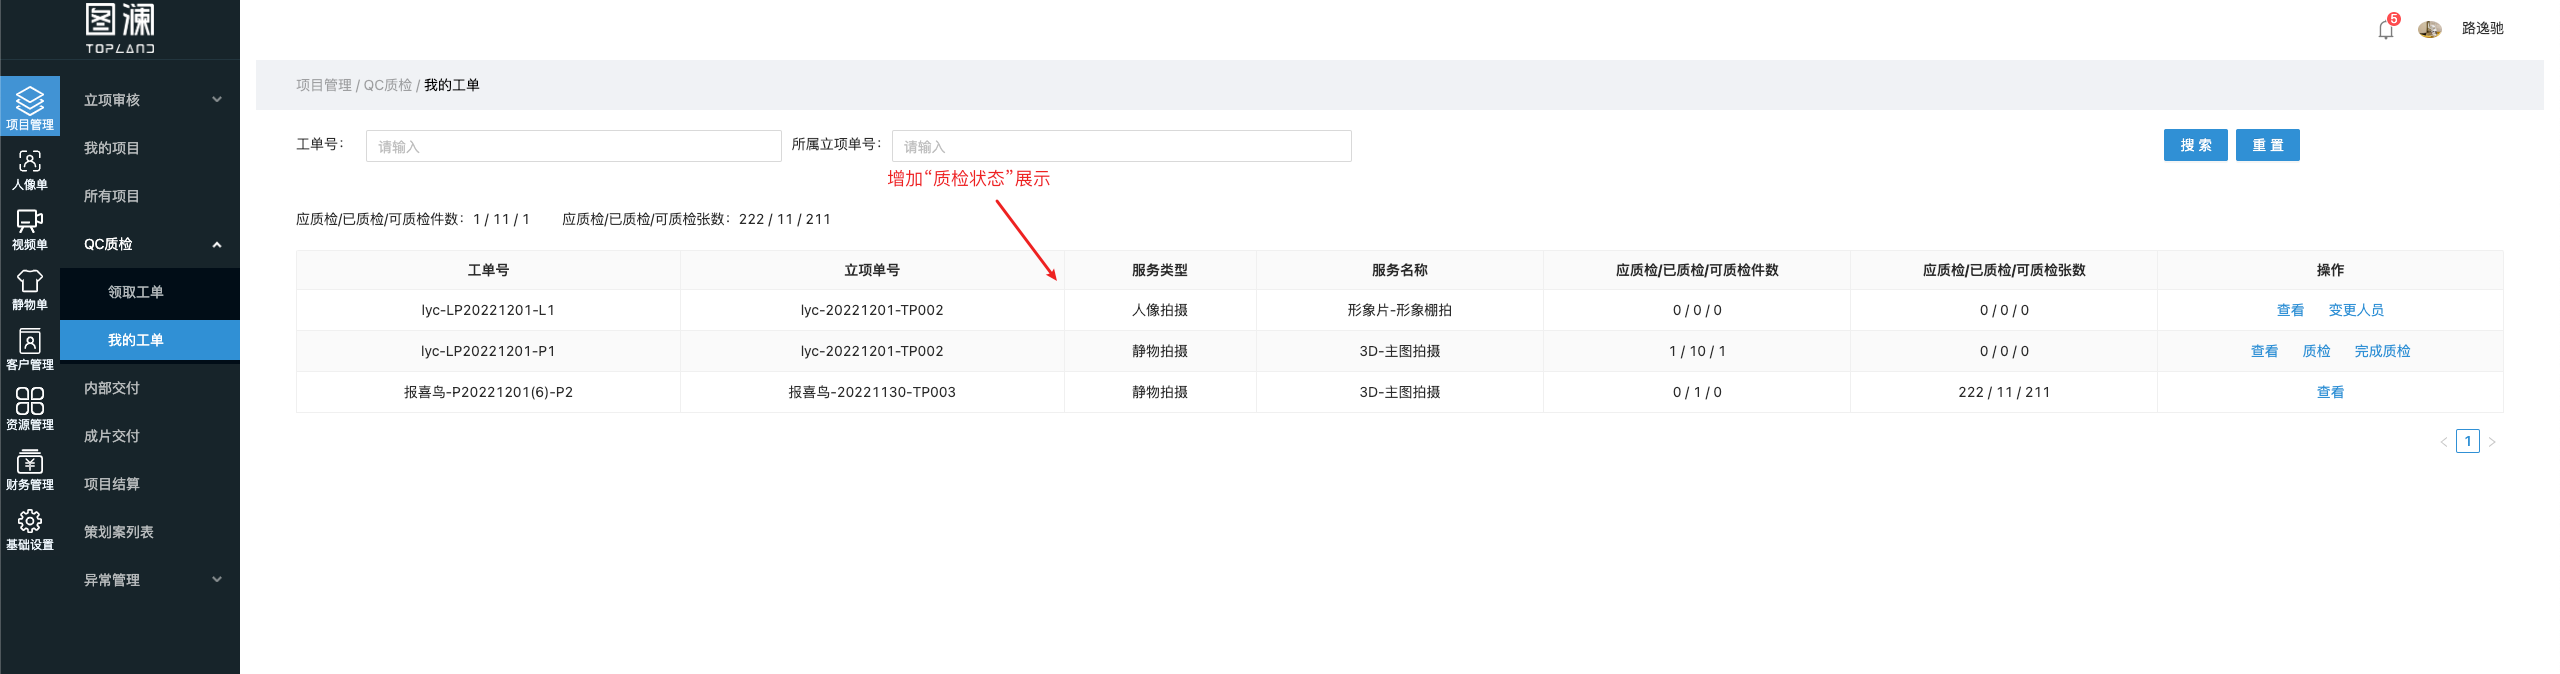 图澜
TOPLAND
5
路逸驰
项目管理
人像单
视频单
静物单
客户管理
资源管理
财务管理
基础设置
立项审核
我的项目
所有项目
QC质检
领取工单
我的工单
内部交付
成片交付
项目结算
策划案列表
异常管理
项目管理 / QC质检 / 我的工单
工单号： 请输入 所属立项单号： 请输入 搜 索 重 置
增加“质检状态”展示
应质检/已质检/可质检件数：1 / 11 / 1 应质检/已质检/可质检张数：222 / 11 / 211
工单号 立项单号 服务类型 服务名称 应质检/已质检/可质检件数 应质检/已质检/可质检张数 操作
lyc-LP20221201-L1 lyc-20221201-TP002 人像拍摄 形象片-形象棚拍 0 / 0 / 0 0 / 0 / 0 查看 变更人员
lyc-LP20221201-P1 lyc-20221201-TP002 静物拍摄 3D-主图拍摄 1 / 10 / 1 0 / 0 / 0 查看 质检 完成质检
报喜鸟-P20221201(6)-P2 报喜鸟-20221130-TP003 静物拍摄 3D-主图拍摄 0 / 1 / 0 222 / 11 / 211 查看
< 1 >